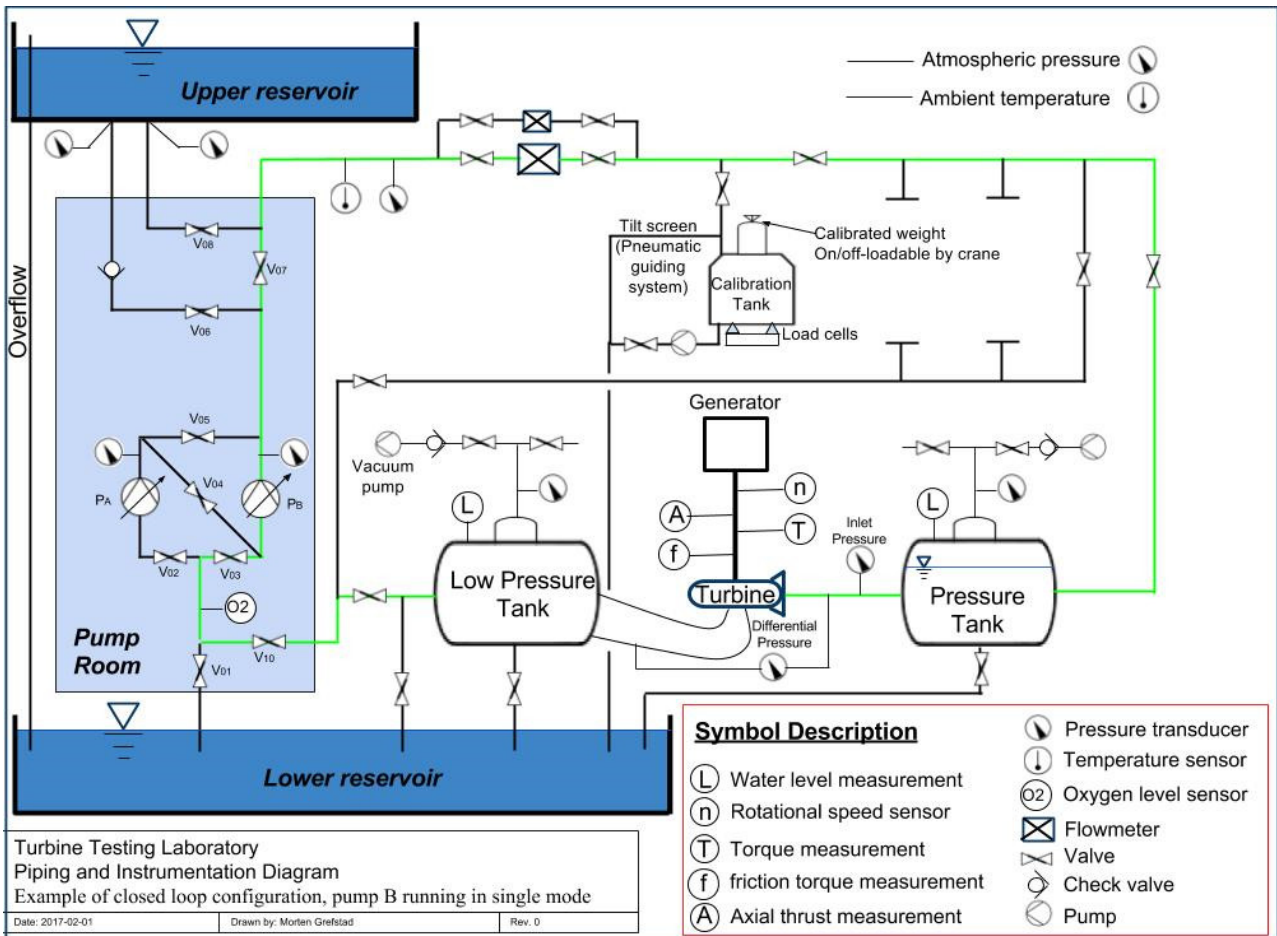 Upper reservoir
Atmospheric pressure
Ambient temperature
Overflow
V08
V07
V06
V05
V04
PA
PB
V02
V03
O2
V10
V01
Pump
Room
Tilt screen
(Pneumatic
guiding
system)
Calibrated weight
On/off-loadable by crane
Calibration
Tank
Load cells
Generator
Vacuum
pump
L
n
A
T
f
Inlet
Pressure
L
Low Pressure
Tank
Turbine
Differential
Pressure
Pressure
Tank
Lower reservoir
Symbol Description
L Water level measurement
n Rotational speed sensor
T Torque measurement
f friction torque measurement
A Axial thrust measurement
Pressure transducer
Temperature sensor
O2 Oxygen level sensor
Flowmeter
Valve
Check valve
Pump
Turbine Testing Laboratory
Piping and Instrumentation Diagram
Example of closed loop configuration, pump B running in single mode
Date: 2017-02-01 Drawn by: Morten Grefstad Rev. 0